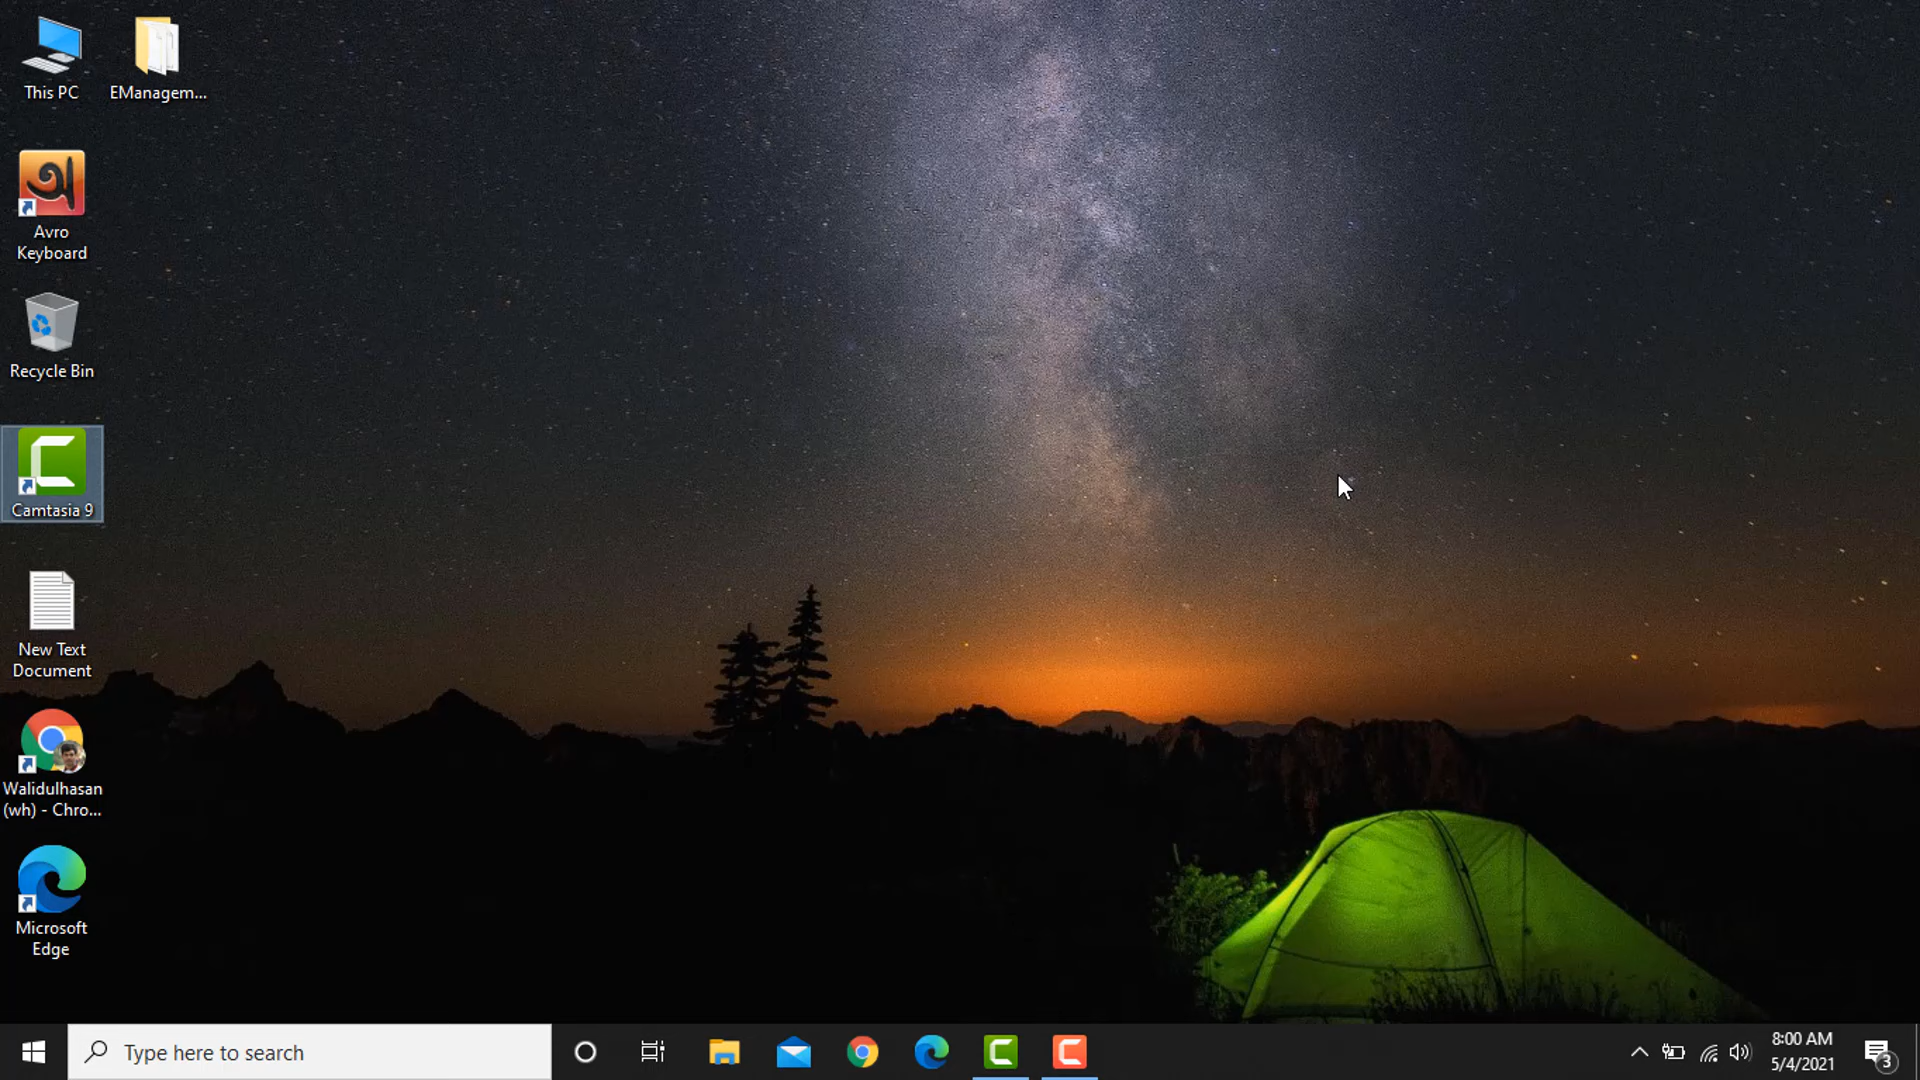 This PC
EManagem...
Avro
Keyboard
অ
Recycle Bin
Camtasia 9
New Text
Document
Walidulhasan
(wh) - Chro...
Microsoft
Edge
Type here to search
8:00 AM
5/4/2021
3